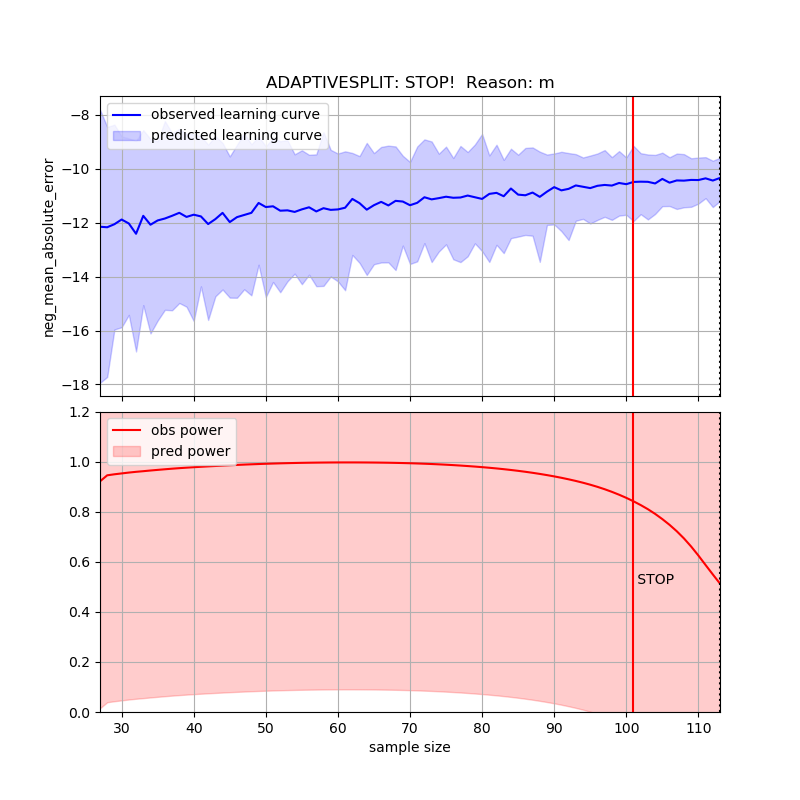 ADAPTIVESPLIT: STOP!  Reason: m
observed learning curve
predicted learning curve
neg_mean_absolute_error
−8
−10
−12
−14
−16
−18
obs power
pred power
1.2
1.0
0.8
0.6
0.4
0.2
0.0
STOP
30 40 50 60 70 80 90 100 110
sample size